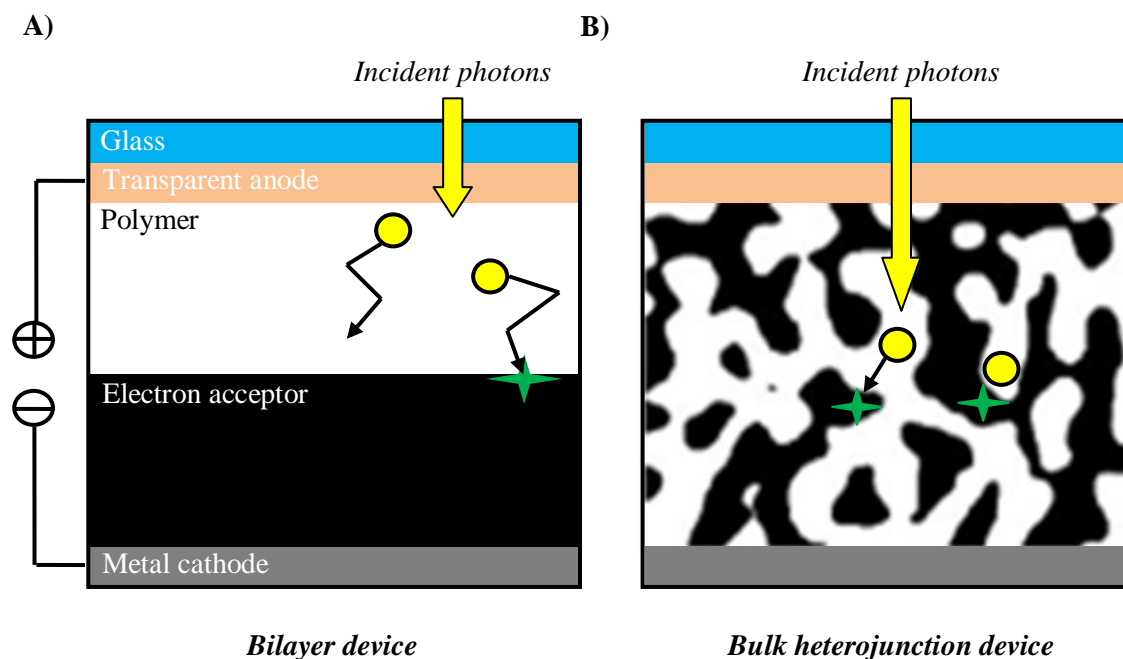 A)
B)
Incident photons
Incident photons
Glass
Transparent anode
Polymer
Electron acceptor
Metal cathode
Bilayer device
Bulk heterojunction device